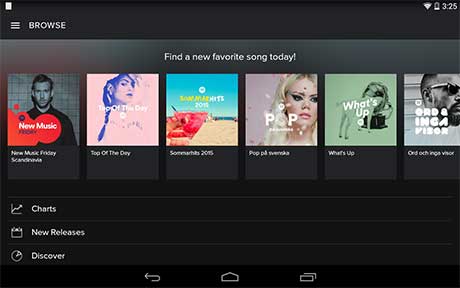 3:25
BROWSE
Find a new favorite song today!
New Music
FRIDAY
Top Of The Day
SOMMARHITS
2015
POP
What's
Up
ORD &
INGA
VISOR
New Music Friday
Scandinavia
Top Of The Day
Sommarhits 2015
Pop på svenska
What's Up
Ord och inga visor
Charts
New Releases
Discover